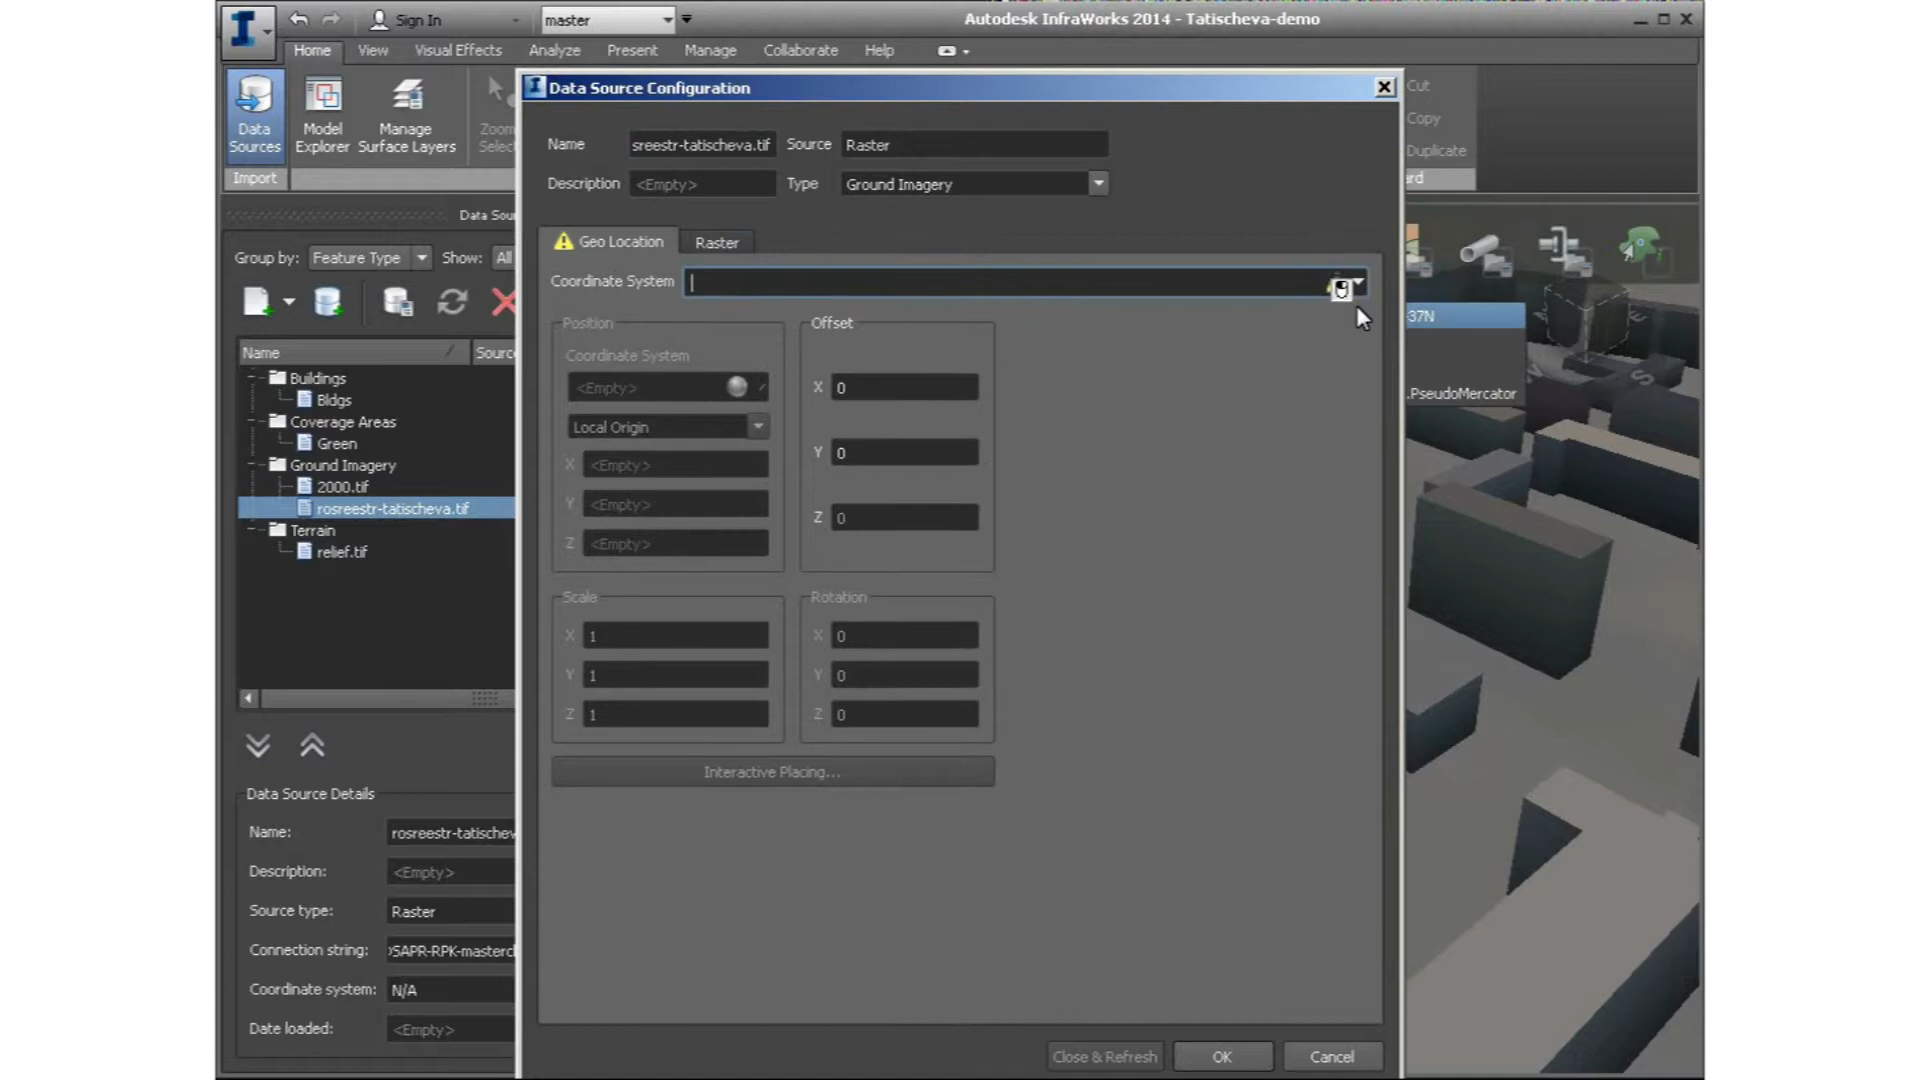 Sign In
master
Autodesk InfraWorks 2014 - Tatischeva-demo
Home View Visual Effects Analyze Present Manage Collaborate Help
Data Sources
Model Explorer
Manage Surface Layers
Import
Cut
Copy
Duplicate
Data Source Configuration
Name sreestr-tatischeva.tif Source Raster
Description <Empty> Type Ground Imagery
Geo Location Raster
Coordinate System
Position
Coordinate System
<Empty>
Local Origin
X <Empty>
Y <Empty>
Z <Empty>
Offset
X 0
Y 0
Z 0
Scale
X 1
Y 1
Z 1
Rotation
X 0
Y 0
Z 0
Interactive Placing...
Close & Refresh OK Cancel
Group by: Feature Type Show: All
Name
Buildings
Bldgs
Coverage Areas
Green
Ground Imagery
2000.tif
rosreestr-tatischeva.tif
Terrain
relief.tif
Data Source Details
Name: rosreestr-tatischev
Description: <Empty>
Source type: Raster
Connection string: SAPR-RPK-mastercl
Coordinate system: N/A
Date loaded: <Empty>
37N
.PseudoMercator